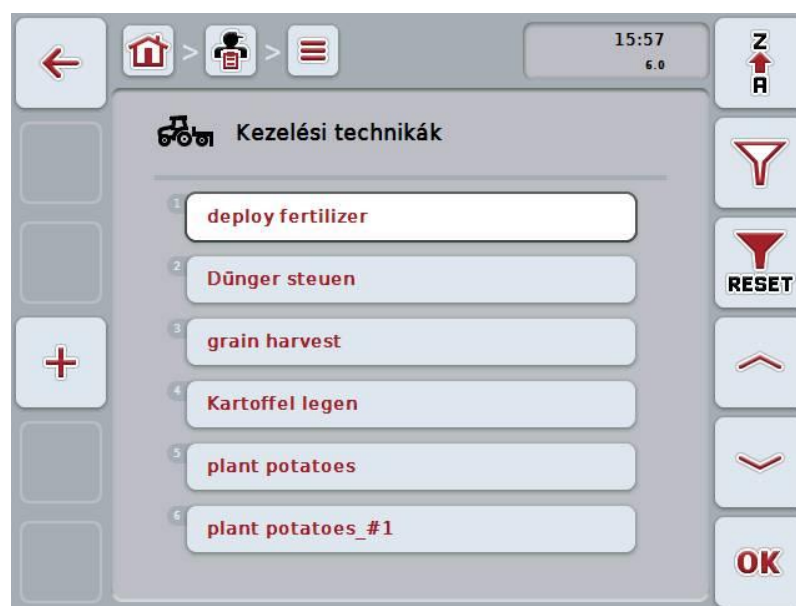 15:57
6.0
Z
A
Kezelési technikák
1
deploy fertilizer
2
Dūnger steuen
RESET
3
grain harvest
4
Kartoffel legen
5
plant potatoes
6
plant potatoes_#1
OK